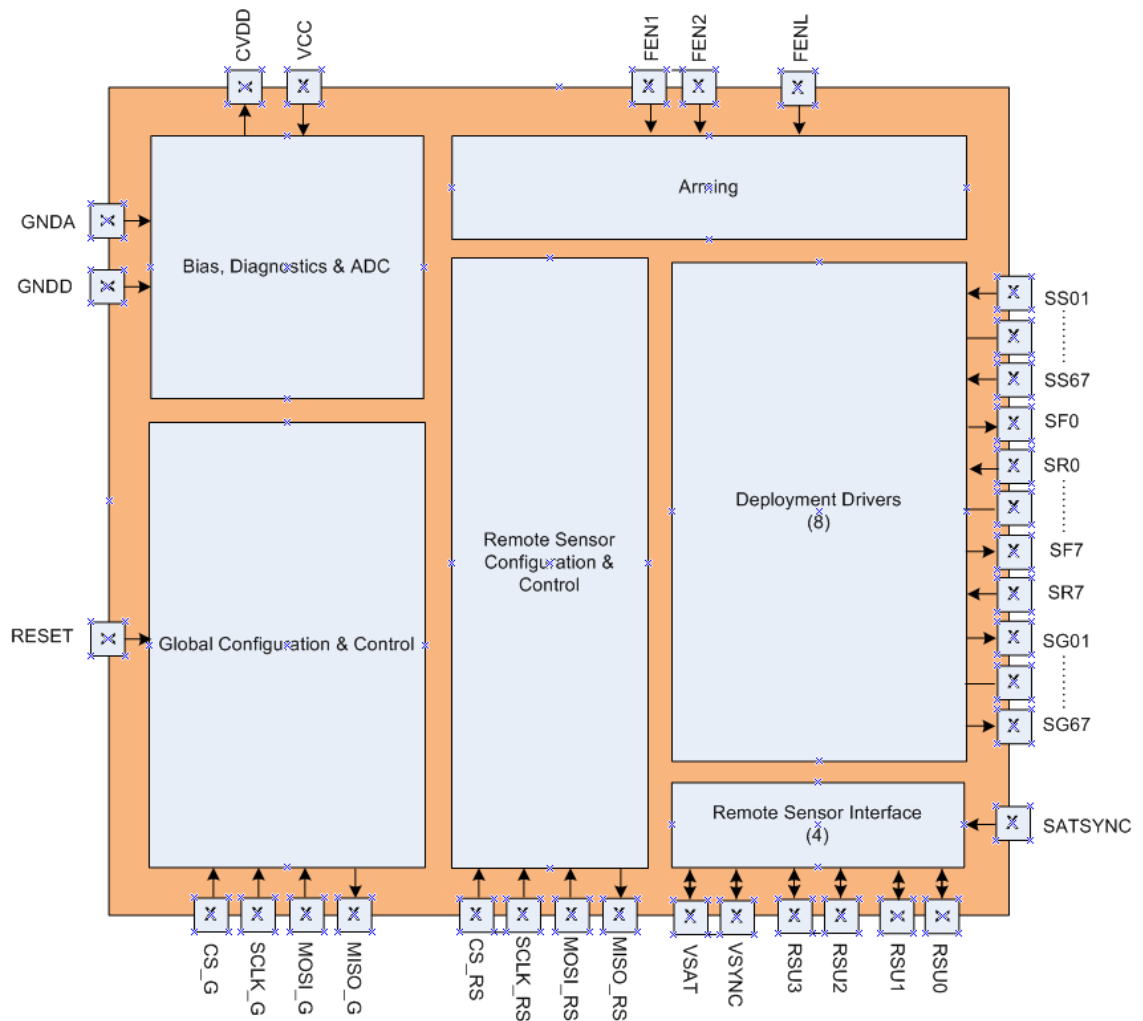 CVDD
VCC
FEN1
FEN2
FENL
Arming
GNDA
GNDD
Bias, Diagnostics & ADC
SS01
SS67
SF0
SR0
SF7
SR7
SG01
SG67
Deployment Drivers
(8)
Remote Sensor
Configuration &
Control
RESET
Global Configuration & Control
Remote Sensor Interface
(4)
SATSYNC
CS_G
SCLK_G
MOSI_G
MISO_G
CS_RS
SCLK_RS
MOSI_RS
MISO_RS
VSAT
VSYNC
RSU3
RSU2
RSU1
RSU0